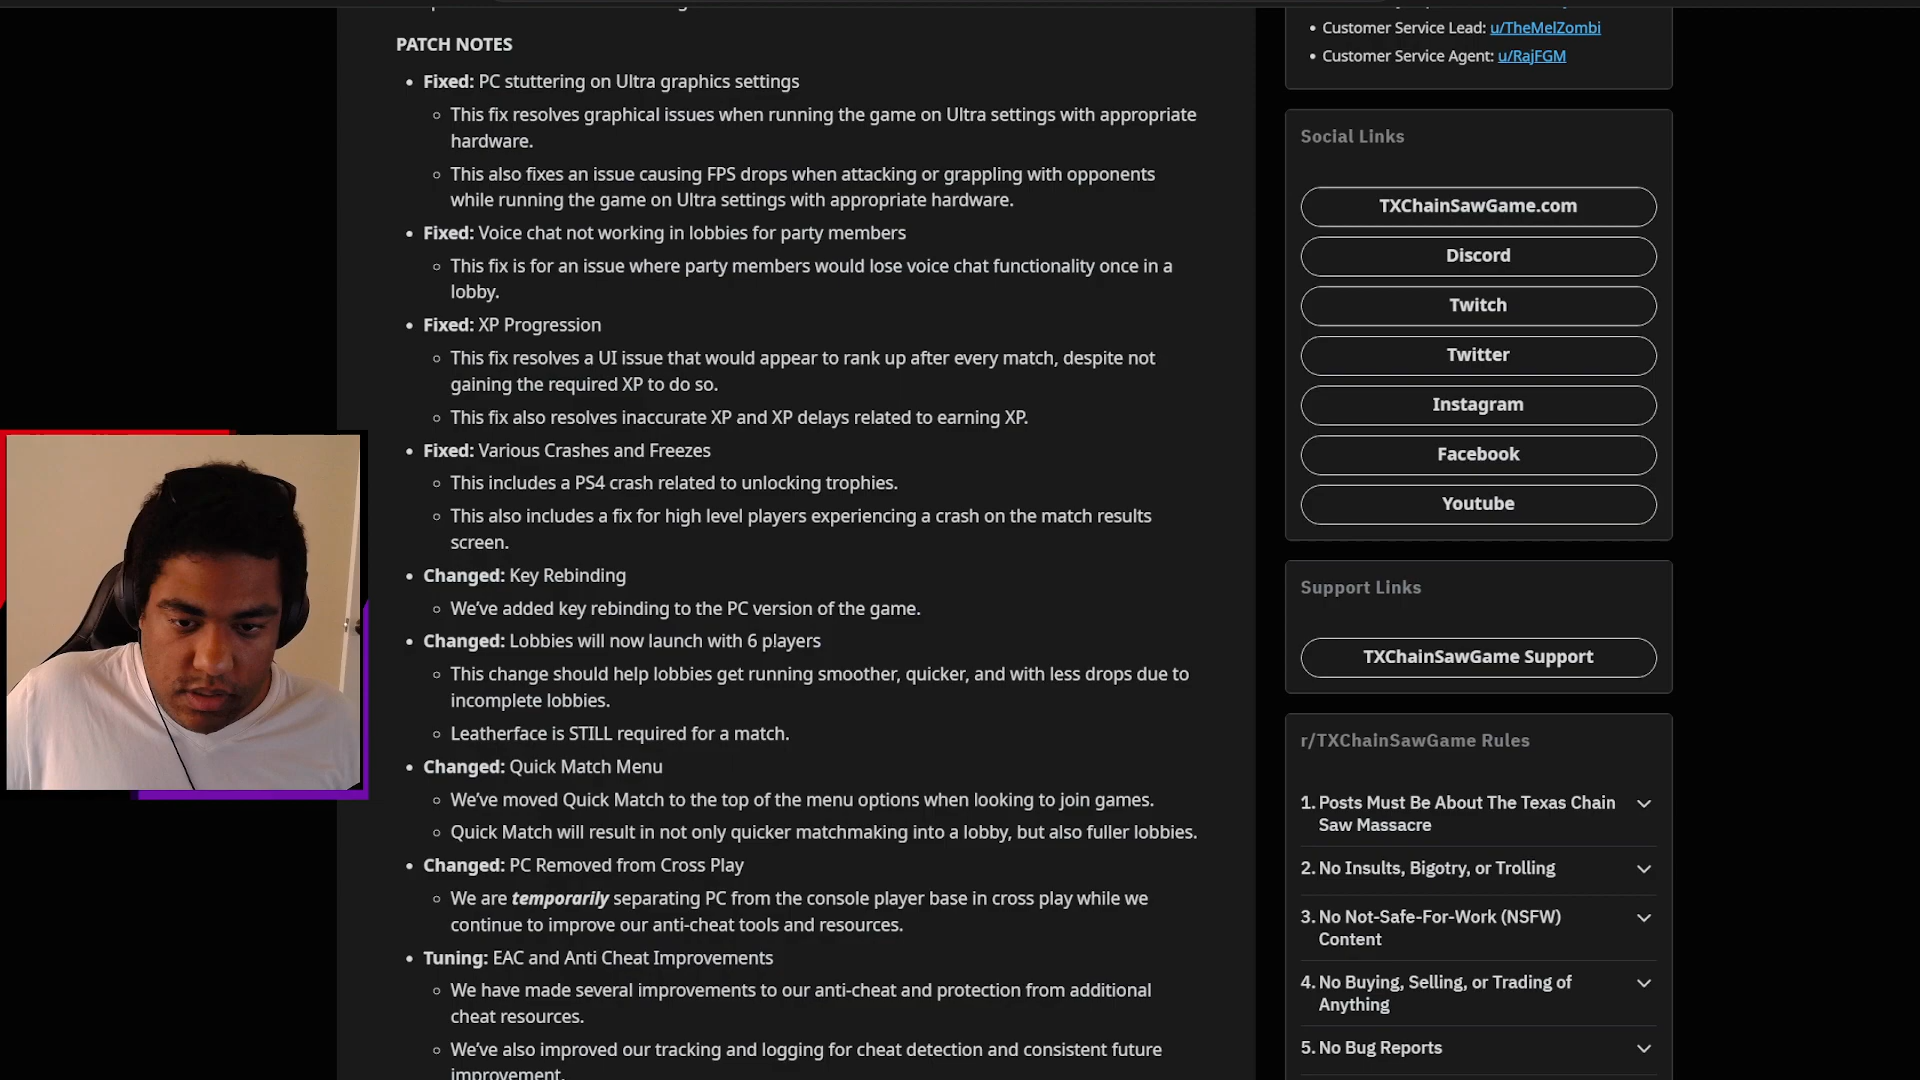 PATCH NOTES
• Fixed: PC stuttering on Ultra graphics settings
◦ This fix resolves graphical issues when running the game on Ultra settings with appropriate
hardware.
◦ This also fixes an issue causing FPS drops when attacking or grappling with opponents
while running the game on Ultra settings with appropriate hardware.
• Fixed: Voice chat not working in lobbies for party members
◦ This fix is for an issue where party members would lose voice chat functionality once in a
lobby.
• Fixed: XP Progression
◦ This fix resolves a UI issue that would appear to rank up after every match, despite not
gaining the required XP to do so.
◦ This fix also resolves inaccurate XP and XP delays related to earning XP.
• Fixed: Various Crashes and Freezes
◦ This includes a PS4 crash related to unlocking trophies.
◦ This also includes a fix for high level players experiencing a crash on the match results
screen.
• Changed: Key Rebinding
◦ We've added key rebinding to the PC version of the game.
• Changed: Lobbies will now launch with 6 players
◦ This change should help lobbies get running smoother, quicker, and with less drops due to
incomplete lobbies.
◦ Leatherface is STILL required for a match.
• Changed: Quick Match Menu
◦ We've moved Quick Match to the top of the menu options when looking to join games.
◦ Quick Match will result in not only quicker matchmaking into a lobby, but also fuller lobbies.
• Changed: PC Removed from Cross Play
◦ We are temporarily separating PC from the console player base in cross play while we
continue to improve our anti-cheat tools and resources.
• Tuning: EAC and Anti Cheat Improvements
◦ We have made several improvements to our anti-cheat and protection from additional
cheat resources.
◦ We've also improved our tracking and logging for cheat detection and consistent future
improvement.
• Customer Service Lead: u/TheMelZombi
• Customer Service Agent: u/RajFGM
Social Links
TXChainSawGame.com
Discord
Twitch
Twitter
Instagram
Facebook
Youtube
Support Links
TXChainSawGame Support
r/TXChainSawGame Rules
1. Posts Must Be About The Texas Chain
Saw Massacre
2. No Insults, Bigotry, or Trolling
3. No Not-Safe-For-Work (NSFW)
Content
4. No Buying, Selling, or Trading of
Anything
5. No Bug Reports